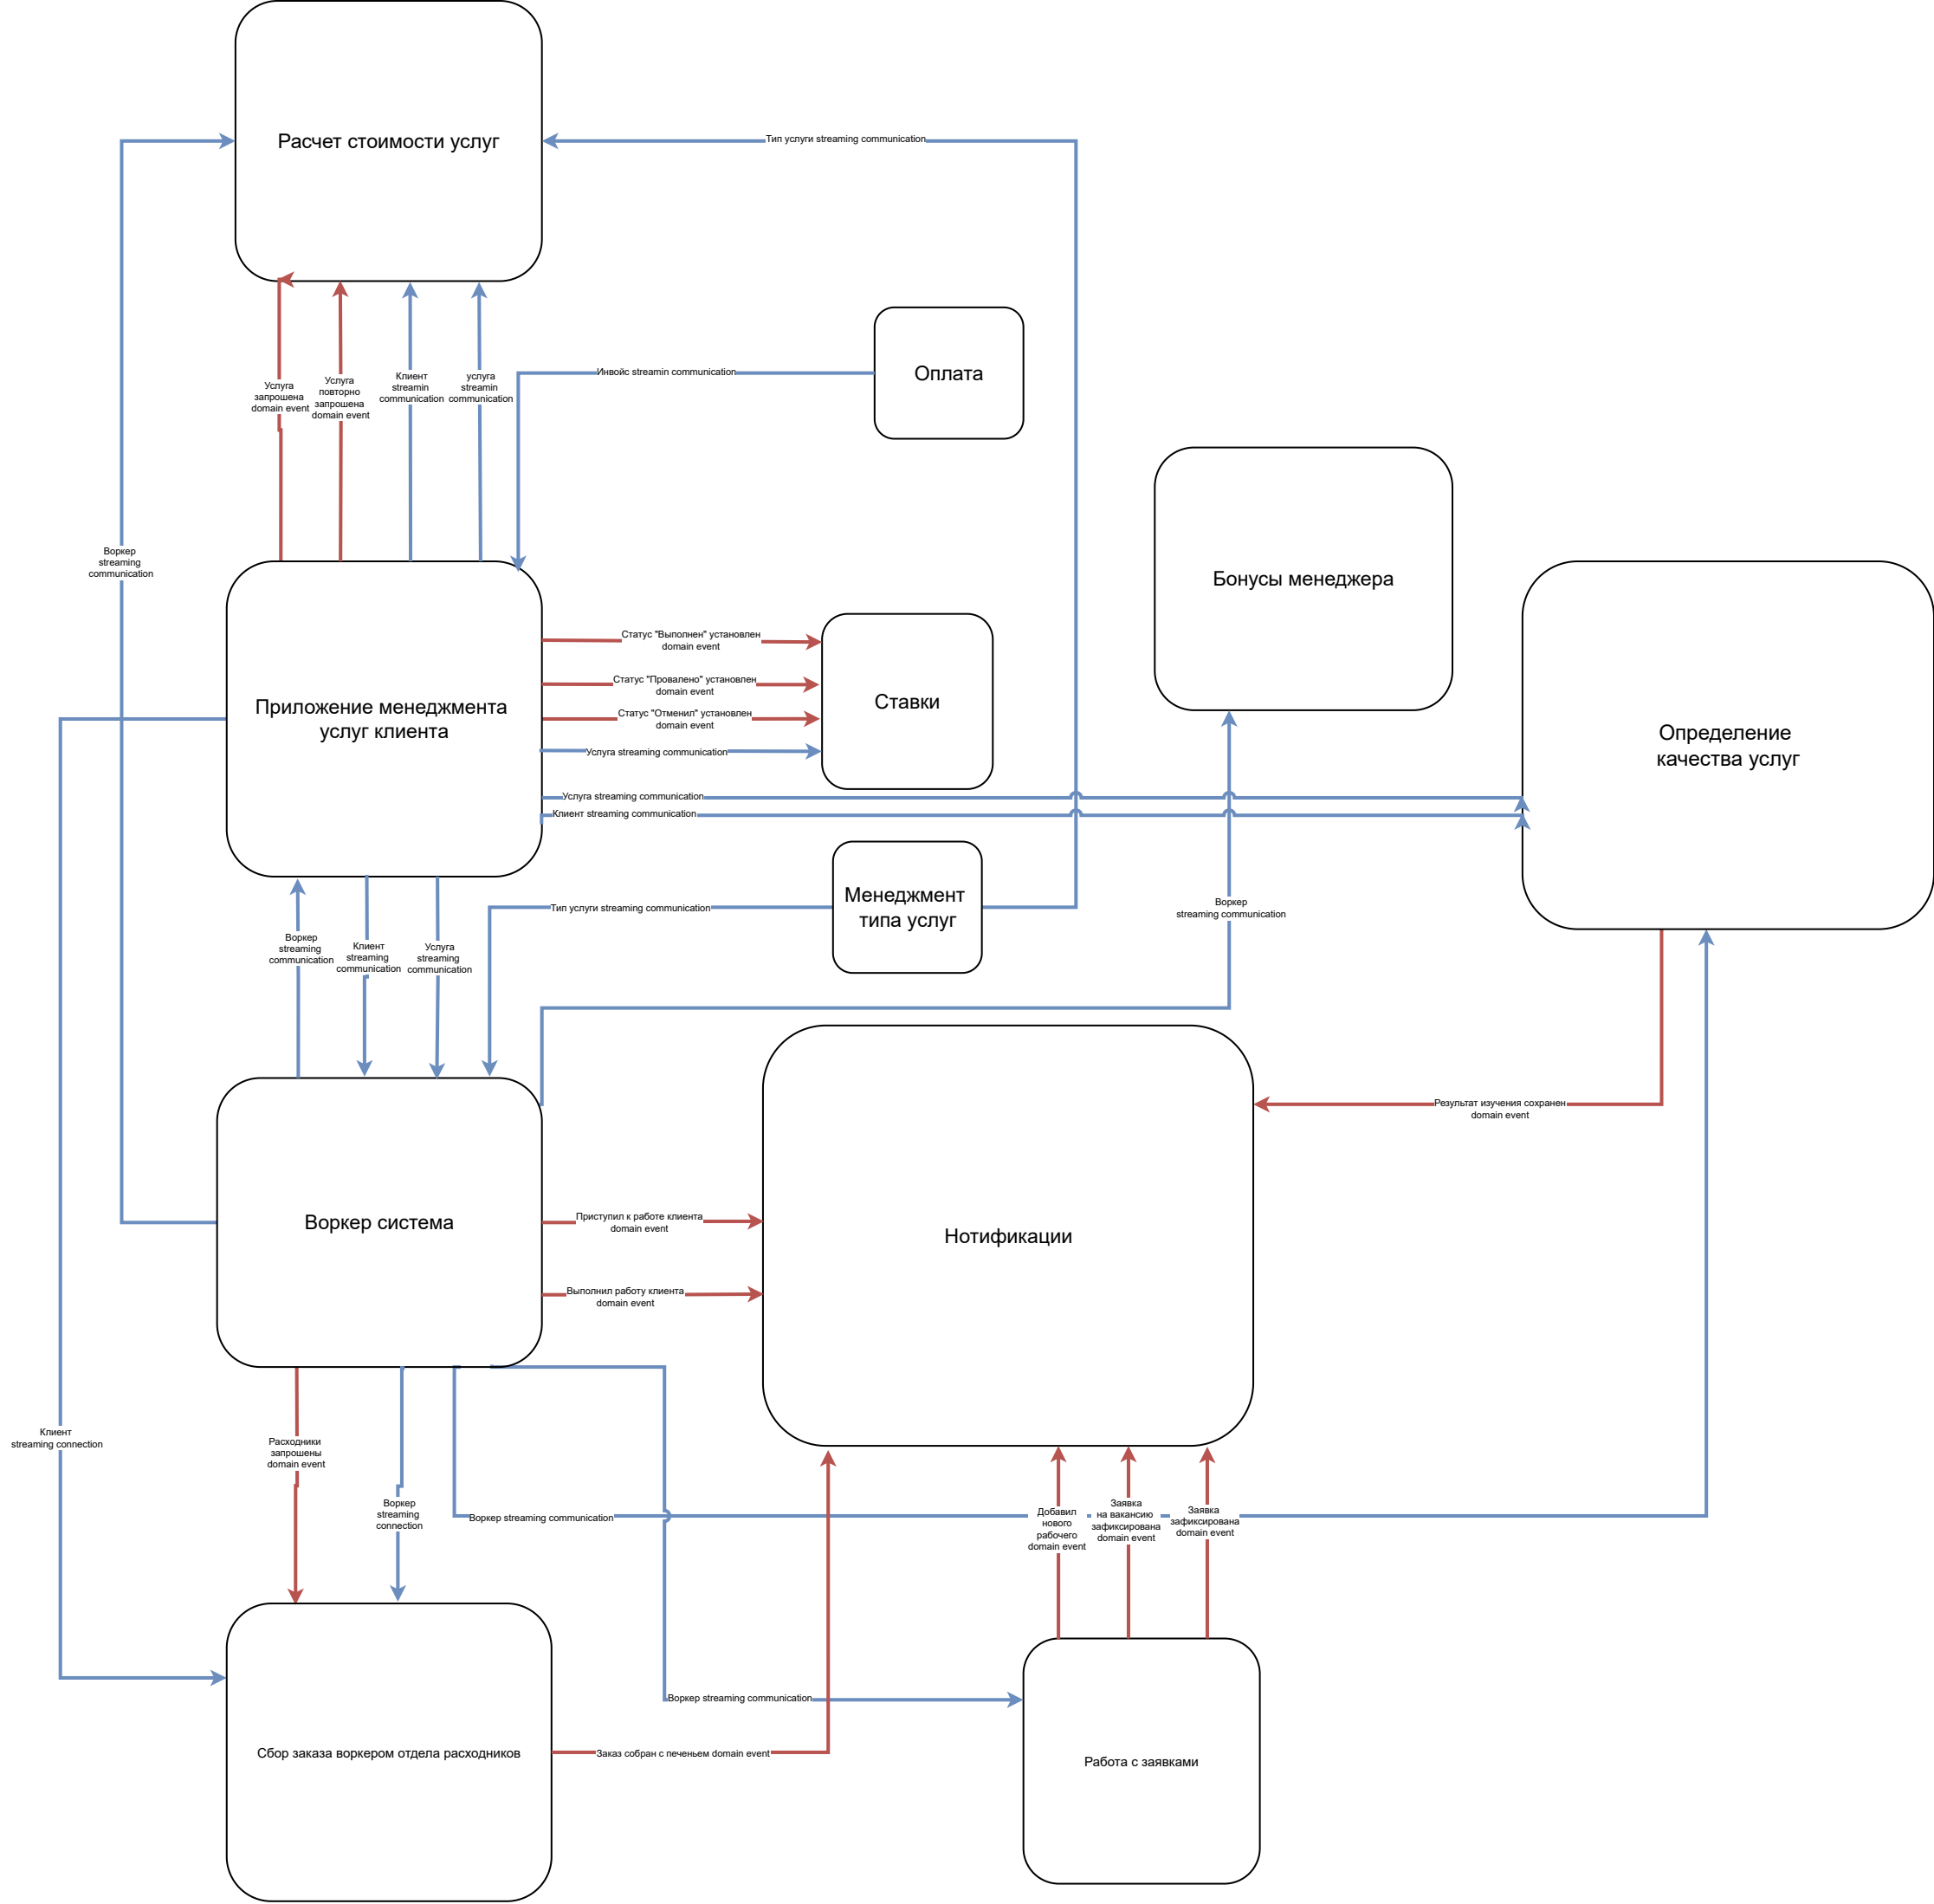 Расчет стоимости услуг
Тип услуги streaming communication
Услуга
запрошена
domain event
Услуга
повторно
запрошена
domain event
Клиент
streamin
communication
услуга
streamin
communication
Инвойс streamin communication
Оплата
Воркер
streaming
communication
Бонусы менеджера
Приложение менеджмента
услуг клиента
Статус "Выполнен" установлен
domain event
Статус "Провалено" установлен
domain event
Статус "Отменил" установлен
domain event
Услуга streaming communication
Ставки
Определение
качества услуг
Услуга streaming communication
Клиент streaming communication
Менеджмент
типа услуг
Тип услуги streaming communication
Воркер
streaming communication
Воркер
streaming
communication
Клиент
streaming
communication
Услуга
streaming
communication
Результат изучения сохранен
domain event
Воркер система
Приступил к работе клиента
domain event
Выполнил работу клиента
domain event
Нотификации
Клиент
streaming connection
Расходники
запрошены
domain event
Воркер
streaming
connection
Воркер streaming communication
Добавил
нового
рабочего
domain event
Заявка
на вакансию
зафиксирована
domain event
Заявка
зафиксирована
domain event
Воркер streaming communication
Сбор заказа воркером отдела расходников
Заказ собран с печеньем domain event
Работа с заявками